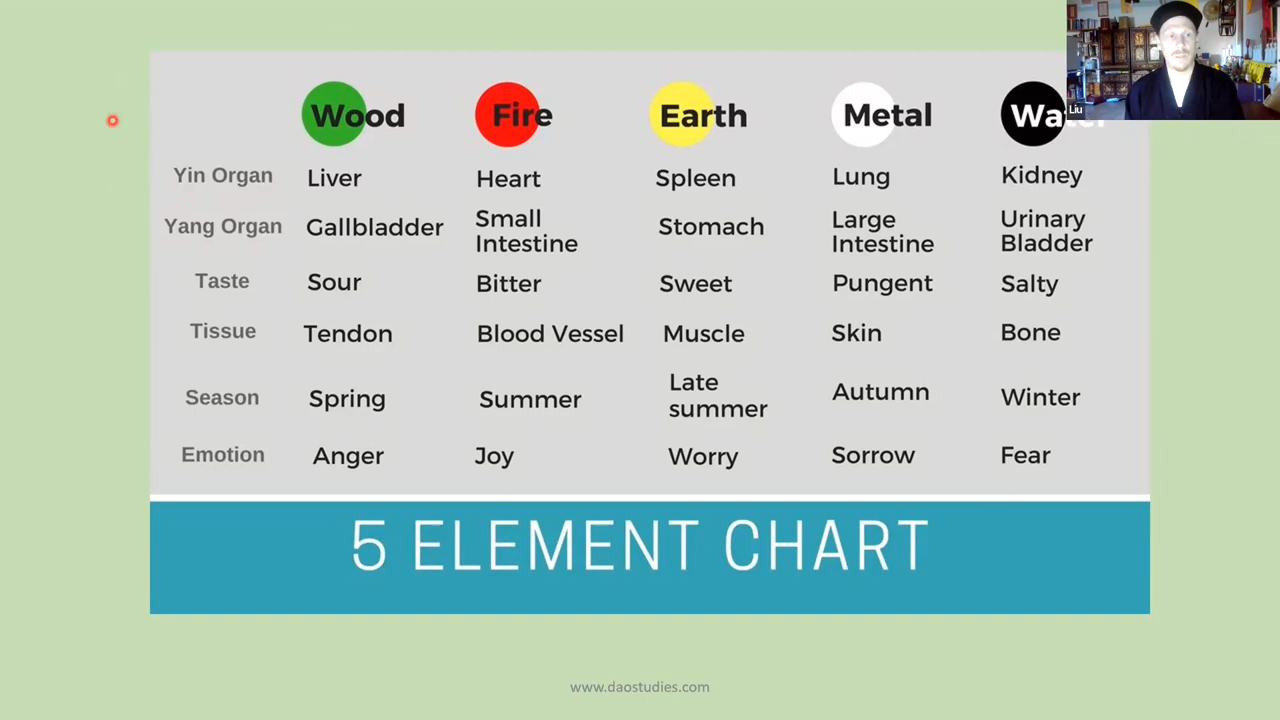 Wood Fire Earth Metal Water
Liu
Yin Organ Liver Heart Spleen Lung Kidney
Yang Organ Gallbladder Small Intestine Stomach Large Intestine Urinary Bladder
Taste Sour Bitter Sweet Pungent Salty
Tissue Tendon Blood Vessel Muscle Skin Bone
Season Spring Summer Late summer Autumn Winter
Emotion Anger Joy Worry Sorrow Fear
5 ELEMENT CHART
www.daostudies.com